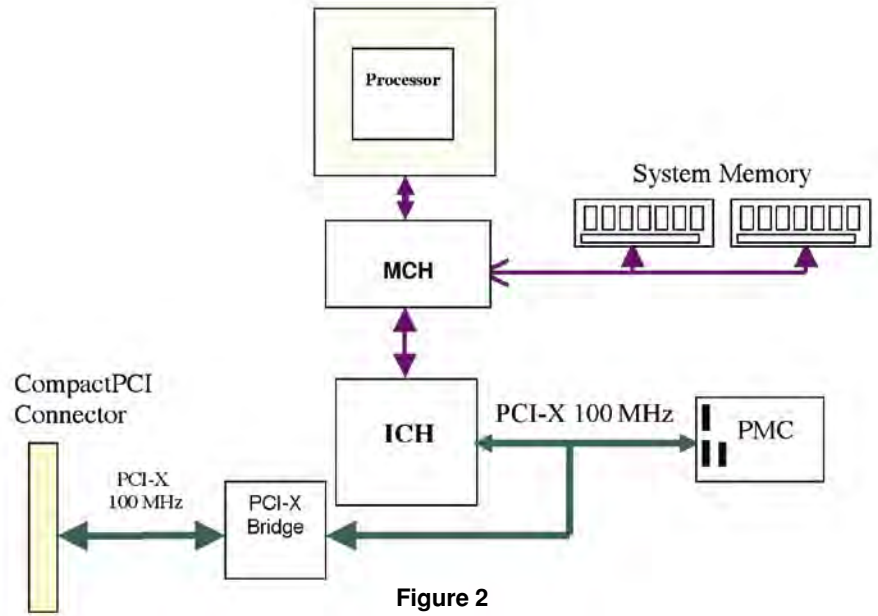 Processor
System Memory
MCH
CompactPCI
Connector
ICH
PCI-X 100 MHz
PMC
PCI-X
100 MHz
PCI-X
Bridge
Figure 2